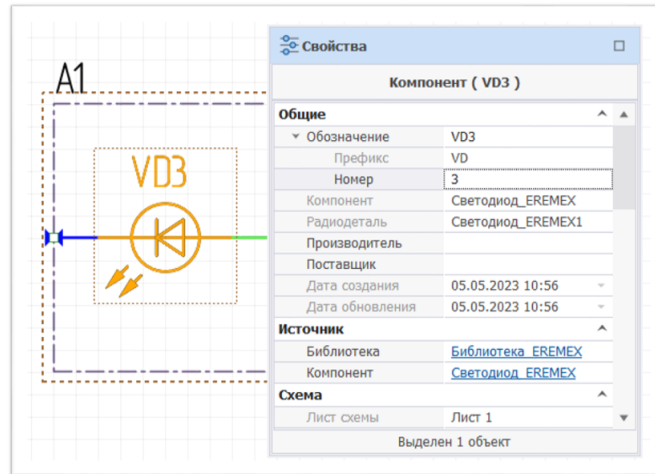 A1
VD3
Свойства
Компонент ( VD3 )
Общие
Обозначение VD3
Префикс VD
Номер 3
Компонент Светодиод_EREMEX
Радиодеталь Светодиод_EREMEX1
Производитель
Поставщик
Дата создания 05.05.2023 10:56
Дата обновления 05.05.2023 10:56
Источник
Библиотека Библиотека_EREMEX
Компонент Светодиод_EREMEX
Схема
Лист схемы Лист 1
Выделен 1 объект